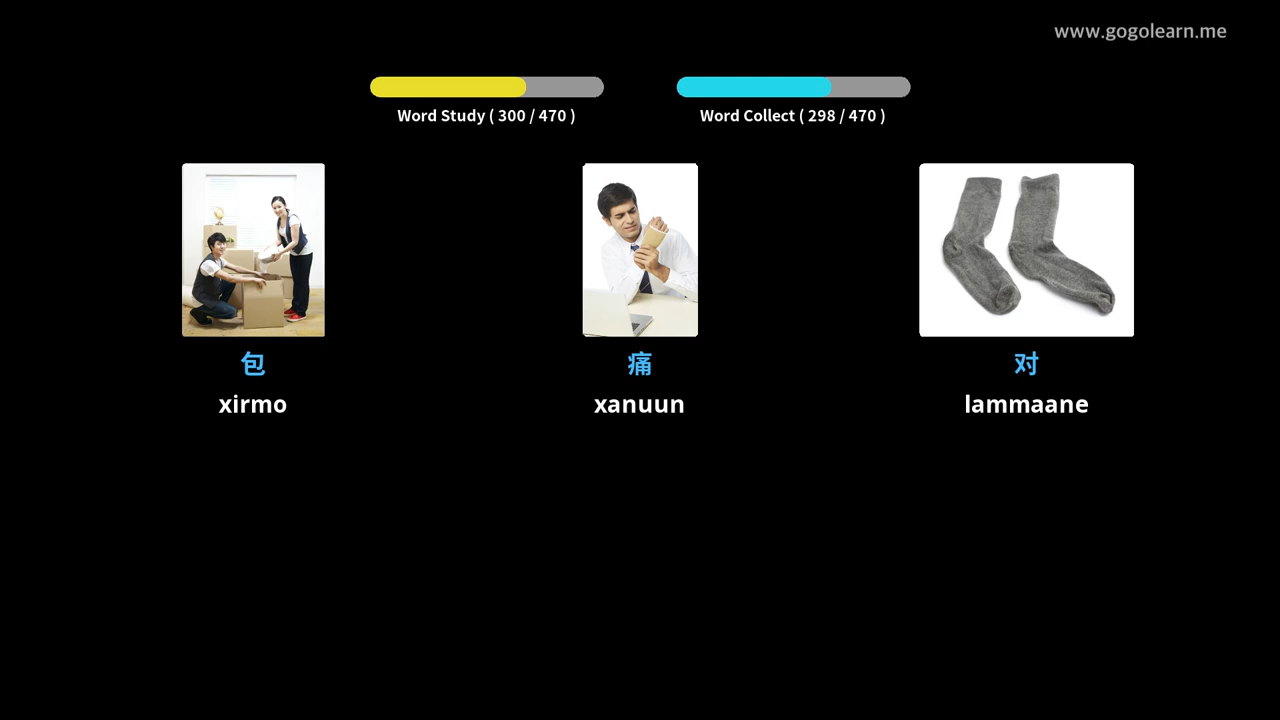 www.gogolearn.me
Word Study ( 300 / 470 )
Word Collect ( 298 / 470 )
包
痛
对
xirmo
xanuun
lammaane